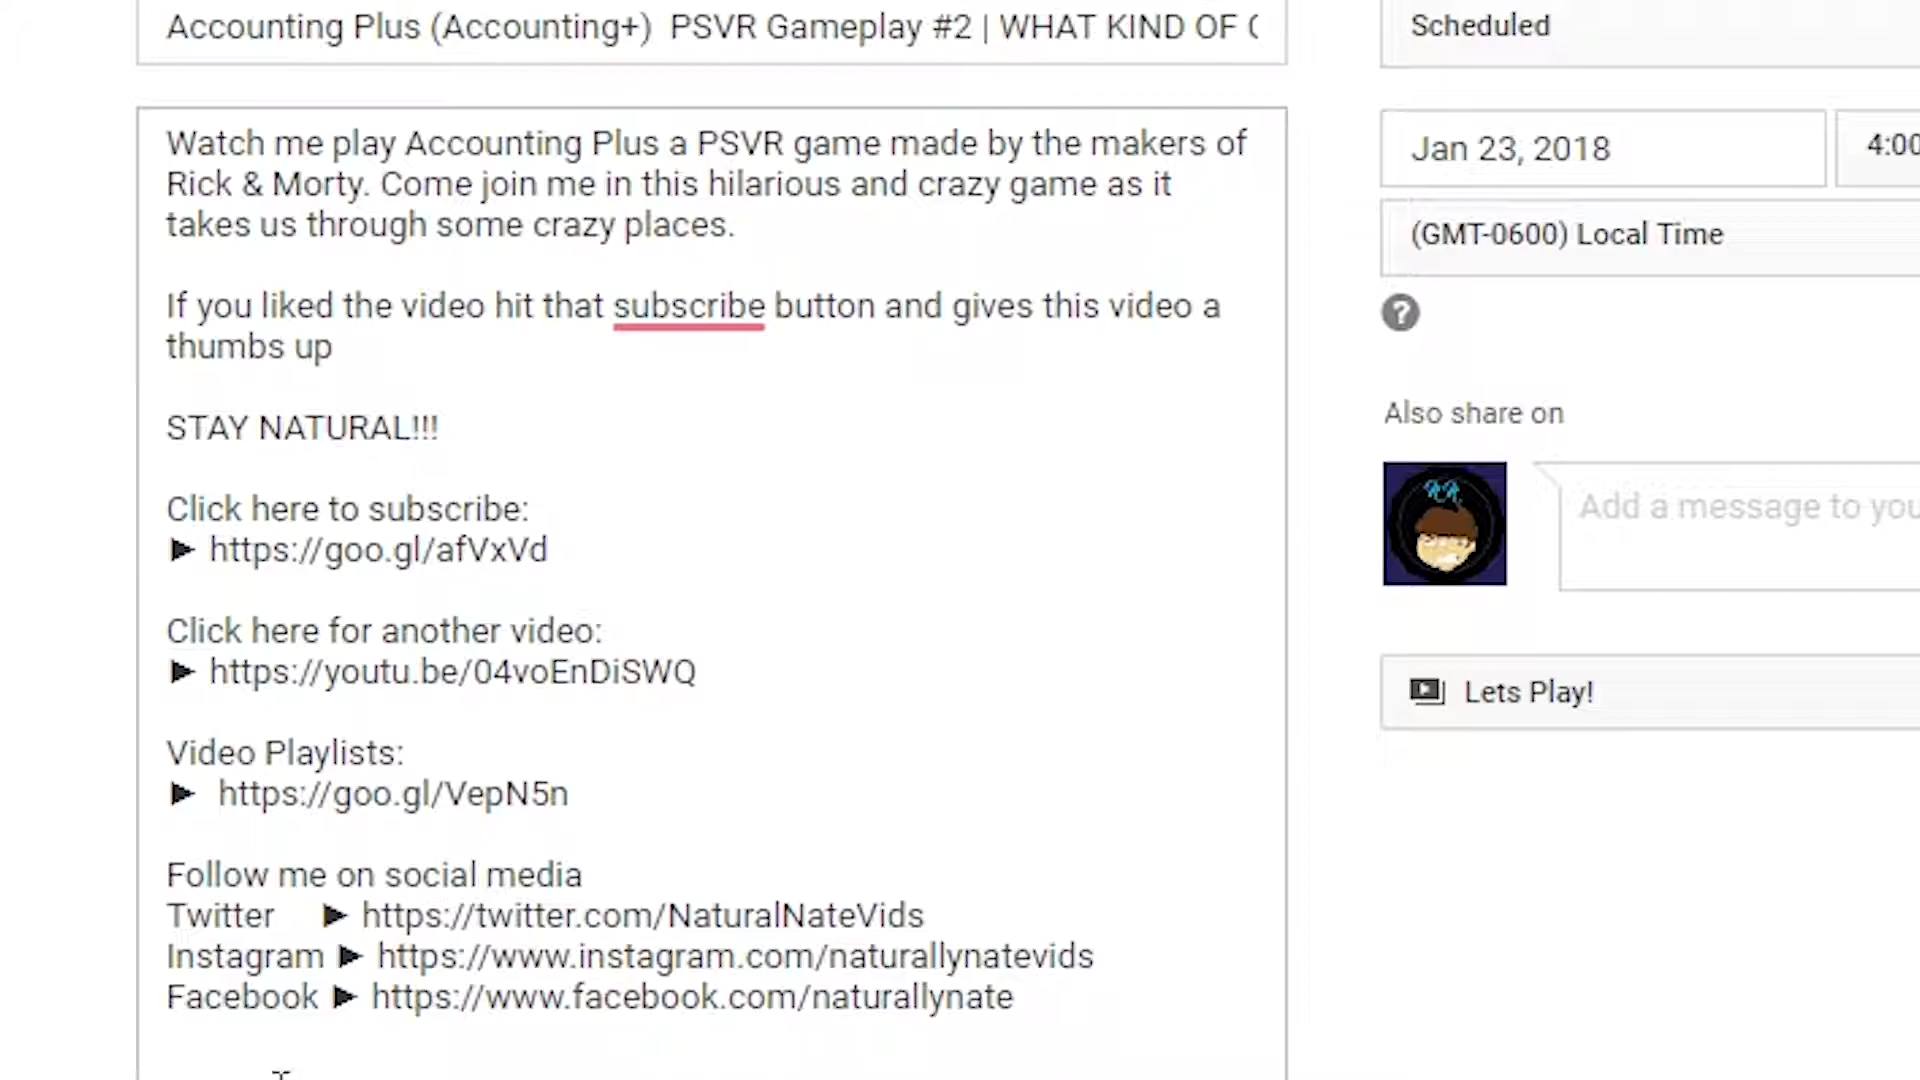 Accounting Plus (Accounting+)  PSVR Gameplay #2 | WHAT KIND OF
Scheduled
Watch me play Accounting Plus a PSVR game made by the makers of
Rick & Morty. Come join me in this hilarious and crazy game as it
takes us through some crazy places.
If you liked the video hit that subscribe button and gives this video a
thumbs up
STAY NATURAL!!!
Click here to subscribe:
► https://goo.gl/afVxVd
Click here for another video:
► https://youtu.be/04voEnDiSWQ
Video Playlists:
►  https://goo.gl/VepN5n
Follow me on social media
Twitter ► https://twitter.com/NaturalNateVids
Instagram ► https://www.instagram.com/naturallynatevids
Facebook ► https://www.facebook.com/naturallynate
Jan 23, 2018
4:00
(GMT-0600) Local Time
?
Also share on
Add a message to you
Lets Play!